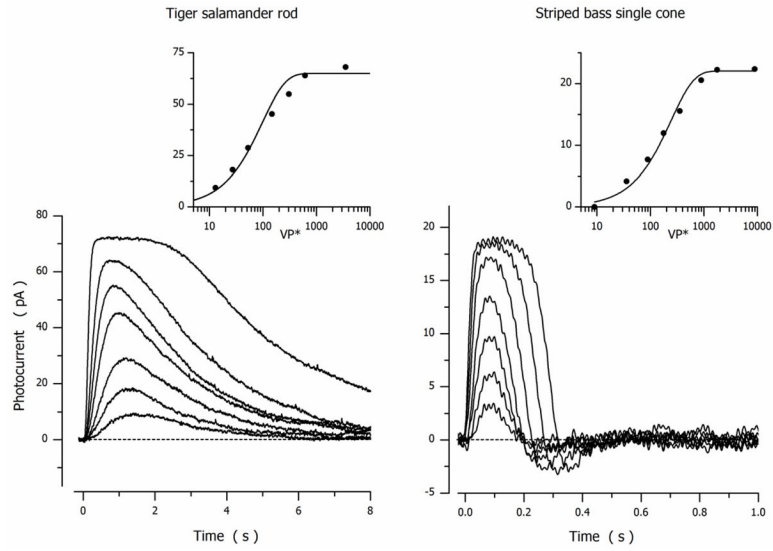 Tiger salamander rod
Striped bass single cone
75
50
25
0
10 100 1000 10000
VP*
20
10
0
10 100 1000 10000
VP*
80
60
40
20
0
Photocurrent ( pA )
0 2 4 6 8
Time ( s )
20
15
10
5
0
-5
0.0 0.2 0.4 0.6 0.8 1.0
Time ( s )